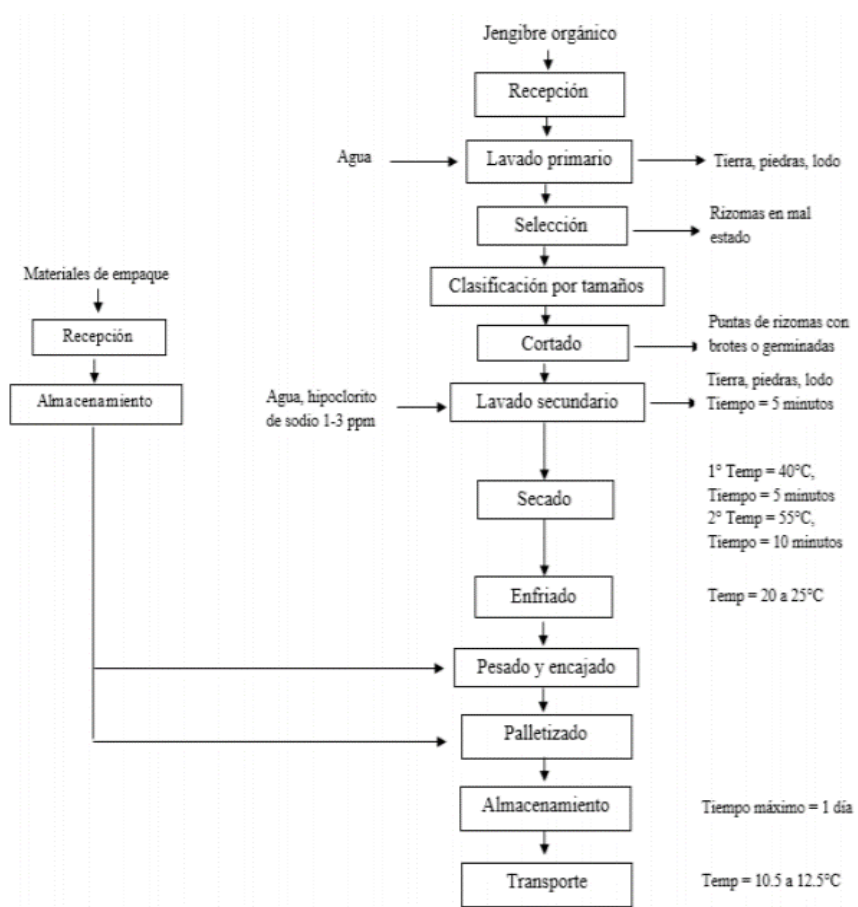 Jengibre orgánico
Recepción
Agua
Lavado primario
Tierra, piedras, lodo
Selección
Rizomas en mal
estado
Materiales de empaque
Clasificación por tamaños
Recepción
Cortado
Puntas de rizomas con
brotes o germinadas
Almacenamiento
Agua, hipoclorito
de sodio 1-3 ppm
Lavado secundario
Tierra, piedras, lodo
Tiempo = 5 minutos
Secado
1° Temp = 40°C,
Tiempo = 5 minutos
2° Temp = 55°C,
Tiempo = 10 minutos
Enfriado
Temp = 20 a 25°C
Pesado y encajado
Palletizado
Almacenamiento
Tiempo máximo = 1 día
Transporte
Temp = 10.5 a 12.5°C